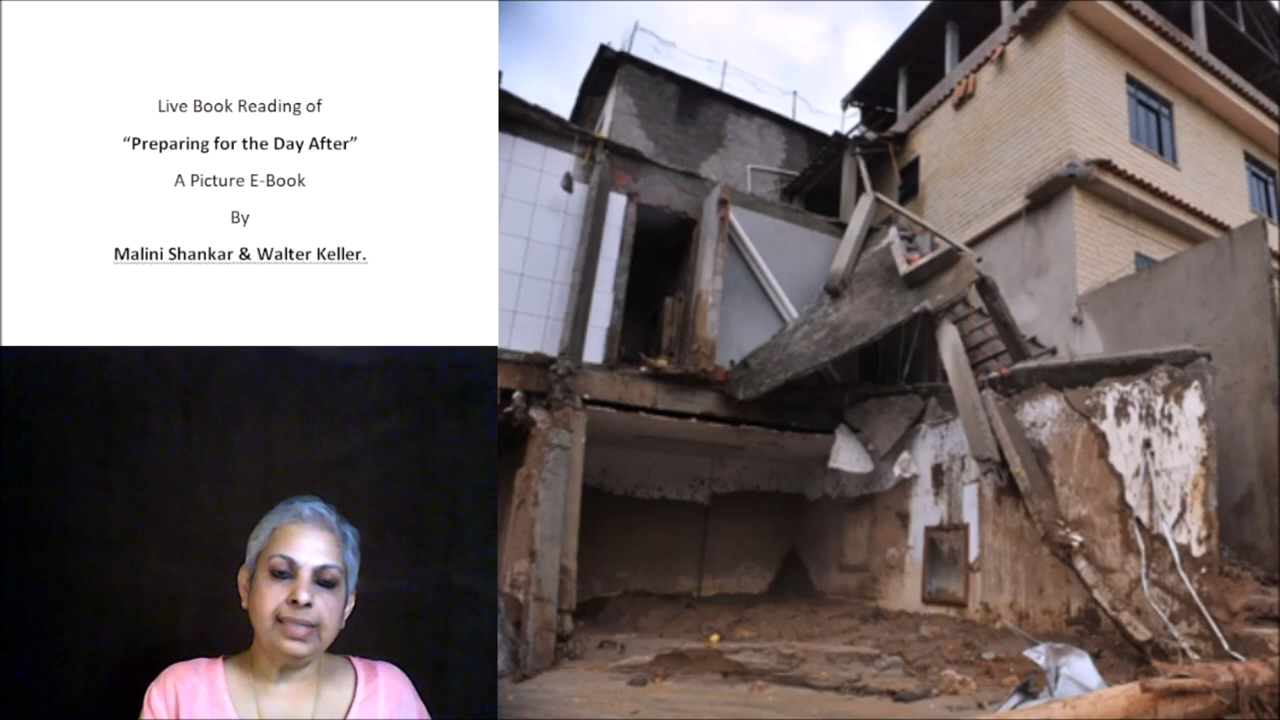 Live Book Reading of
“Preparing for the Day After”
A Picture E-Book
By
Malini Shankar & Walter Keller.